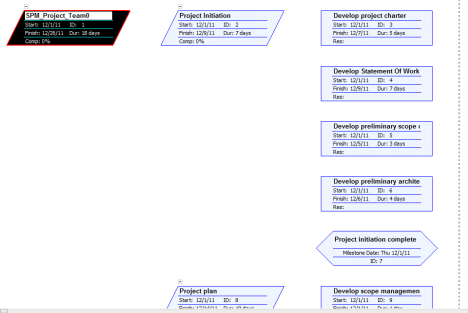 SPM_Project_Team0
Start: 12/1/11 ID: 1
Finish: 12/26/11 Dur: 18 days
Comp: 0%
Project Initiation
Start: 12/1/11 ID: 2
Finish: 12/9/11 Dur: 7 days
Comp: 0%
Develop project charter
Start: 12/1/11 ID: 3
Finish: 12/7/11 Dur: 5 days
Res:
Develop Statement Of Work
Start: 12/1/11 ID: 4
Finish: 12/9/11 Dur: 7 days
Res:
Develop preliminary scope
Start: 12/1/11 ID: 5
Finish: 12/5/11 Dur: 3 days
Res:
Develop preliminary archite
Start: 12/1/11 ID: 6
Finish: 12/6/11 Dur: 4 days
Res:
Project initiation complete
Milestone Date: Thu 12/1/11
ID: 7
Project plan
Start: 12/1/11 ID: 8
Develop scope managemen
Start: 12/1/11 ID: 9